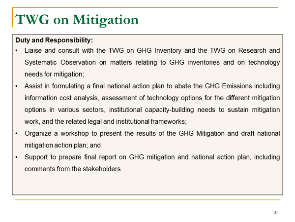 TWG on Mitigation
Duty and Responsibility:
• Liaise and consult with the TWG on GHG Inventory and the TWG on Research and
Systematic Observation on matters relating to GHG inventories and on technology
needs for mitigation;
• Assist in formulating a final national action plan to abate the GHG Emissions including
information cost analysis, assessment of technology options for the different mitigation
options in various sectors, institutional capacity-building needs to sustain mitigation
work, and the related legal and institutional frameworks;
• Organize a workshop to present the results of the GHG Mitigation and draft national
mitigation action plan; and
• Support to prepare final report on GHG mitigation and national action plan, including
comments from the stakeholders